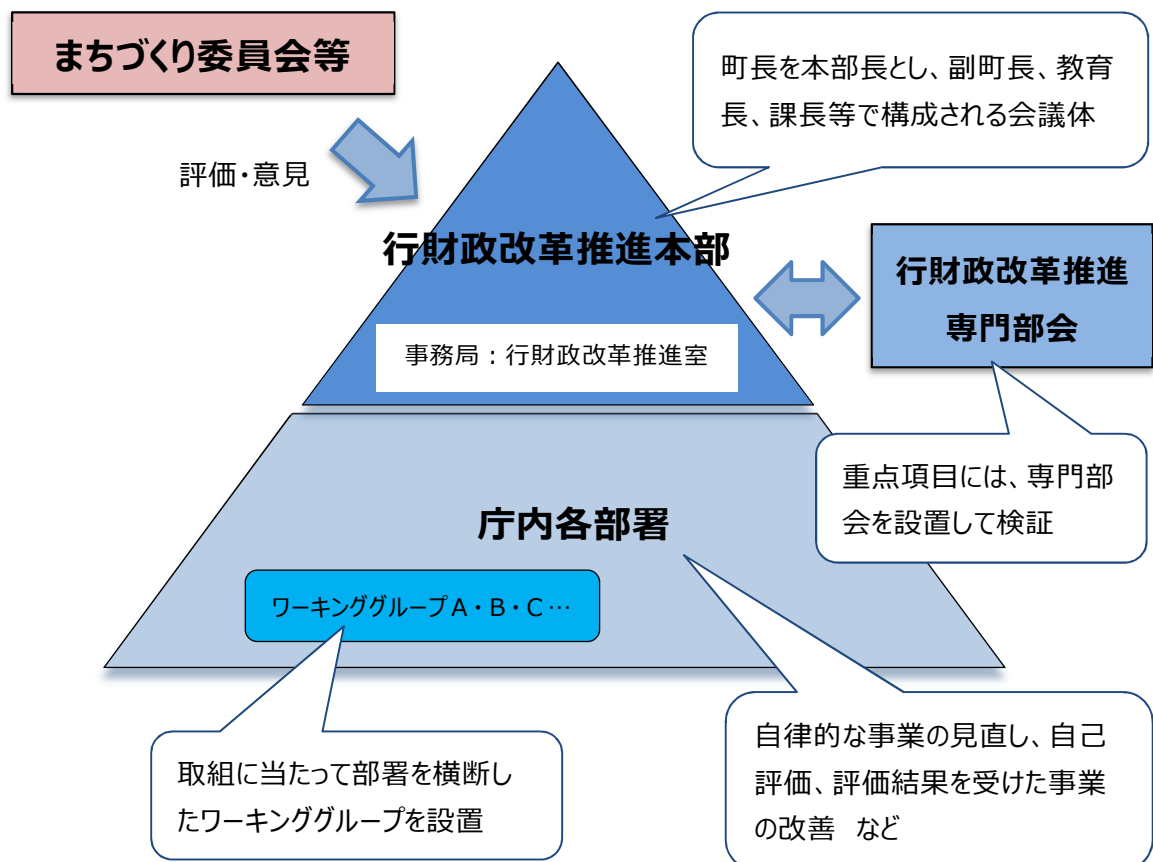 まちづくり委員会等
町長を本部長とし、副町長、教育
長、課長等で構成される会議体
評価・意見
行財政改革推進本部
事務局：行財政改革推進室
行財政改革推進
専門部会
重点項目には、専門部
会を設置して検証
庁内各部署
ワーキンググループA・B・C…
取組に当たって部署を横断し
たワーキンググループを設置
自律的な事業の見直し、自己
評価、評価結果を受けた事業
の改善　など